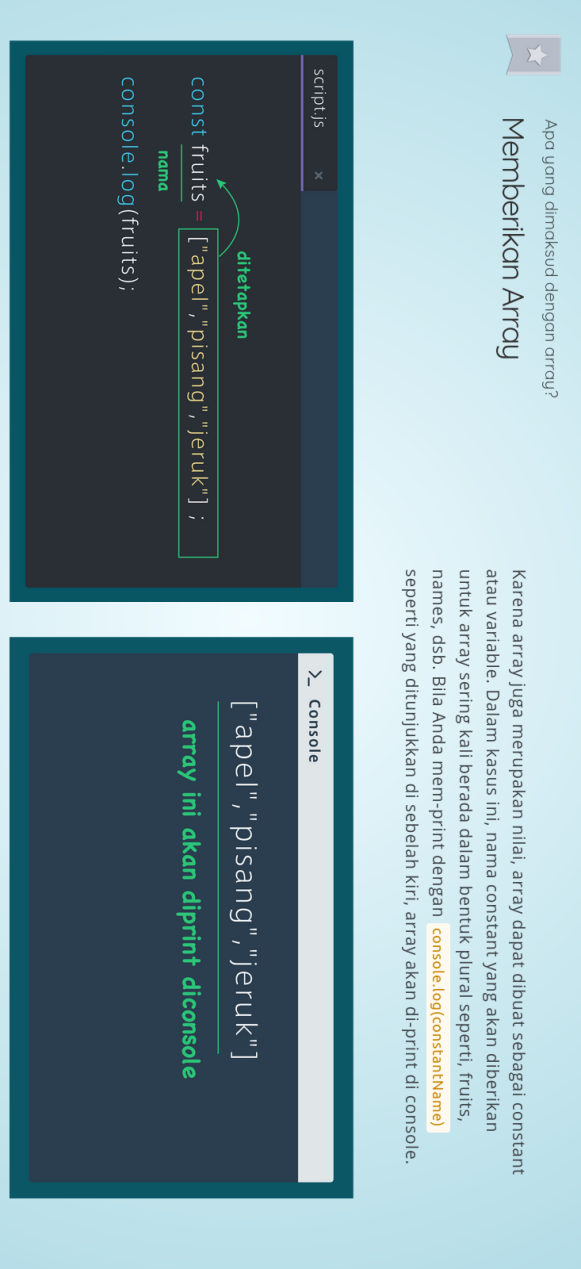 Apa yang dimaksud dengan array?
Memberikan Array
Karena array juga merupakan nilai, array dapat dibuat sebagai constant
atau variable. Dalam kasus ini, nama constant yang akan diberikan
untuk array sering kali berada dalam bentuk plural seperti, fruits,
names, dsb. Bila Anda mem-print dengan console.log(constantName)
seperti yang ditunjukkan di sebelah kiri, array akan di-print di console.
script.js ×
ditetapkan
const fruits = ["apel","pisang","jeruk"] ;
nama
console.log(fruits);
>_ Console
["apel","pisang","jeruk"]
array ini akan diprint diconsole